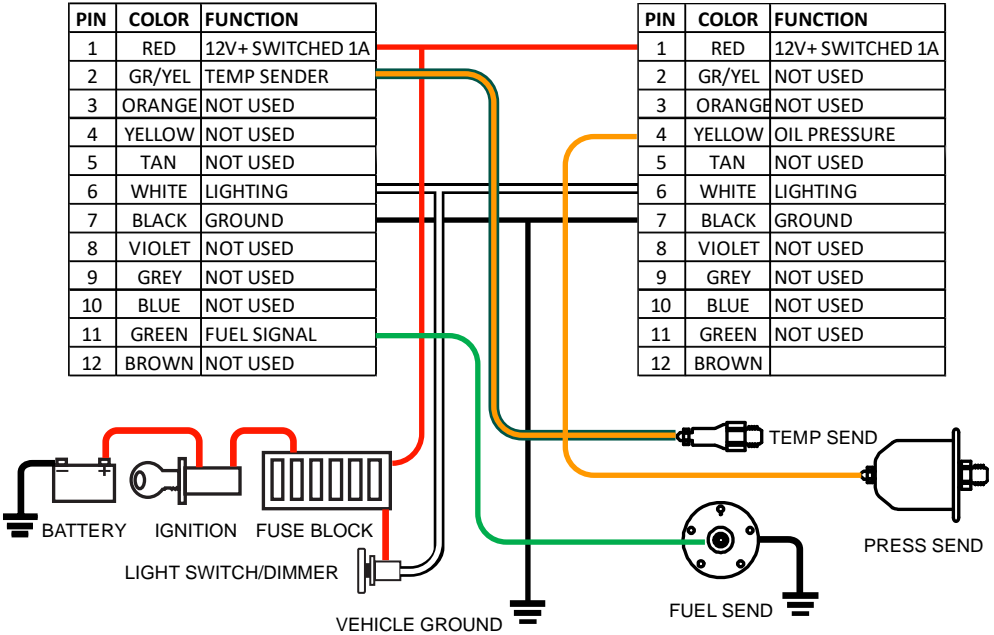 PIN COLOR FUNCTION
1 RED 12V+ SWITCHED 1A
2 GR/YEL TEMP SENDER
3 ORANGE NOT USED
4 YELLOW NOT USED
5 TAN NOT USED
6 WHITE LIGHTING
7 BLACK GROUND
8 VIOLET NOT USED
9 GREY NOT USED
10 BLUE NOT USED
11 GREEN FUEL SIGNAL
12 BROWN NOT USED
PIN COLOR FUNCTION
1 RED 12V+ SWITCHED 1A
2 GR/YEL NOT USED
3 ORANGE NOT USED
4 YELLOW OIL PRESSURE
5 TAN NOT USED
6 WHITE LIGHTING
7 BLACK GROUND
8 VIOLET NOT USED
9 GREY NOT USED
10 BLUE NOT USED
11 GREEN NOT USED
12 BROWN
TEMP SEND
− +
BATTERY
IGNITION
FUSE BLOCK
PRESS SEND
LIGHT SWITCH/DIMMER
FUEL SEND
VEHICLE GROUND